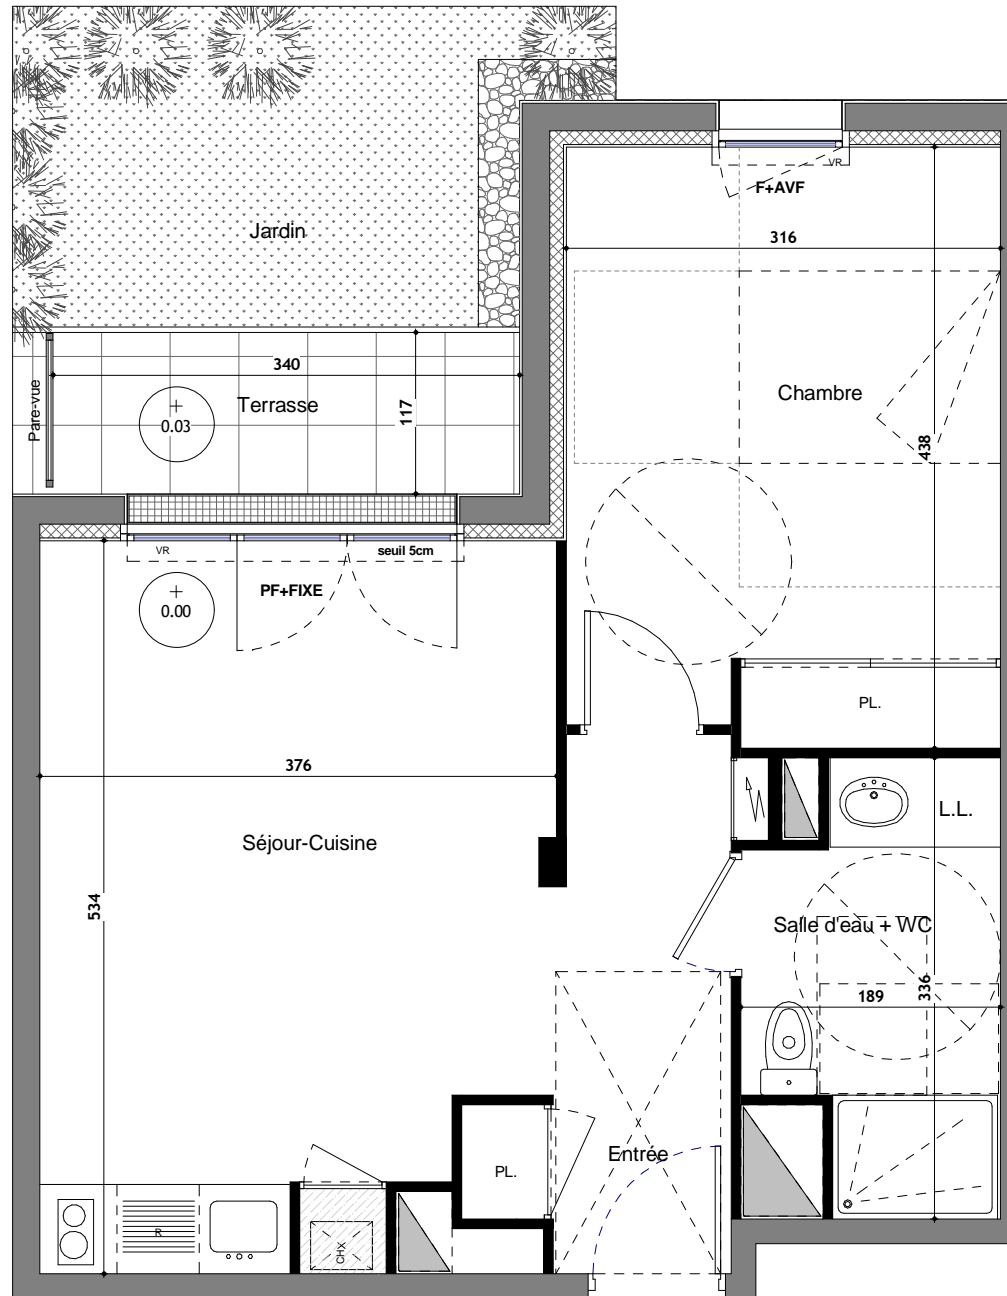 VR
F+AVF
Jardin
316
340
Chambre
Pare-vue
Terrasse
117
+
0.03
438
VR
seuil 5cm
PF+FIXE
+
0.00
PL.
376
L.L.
Séjour-Cuisine
534
Salle d'eau + WC
189
336
Entrée
PL.
R
CHX